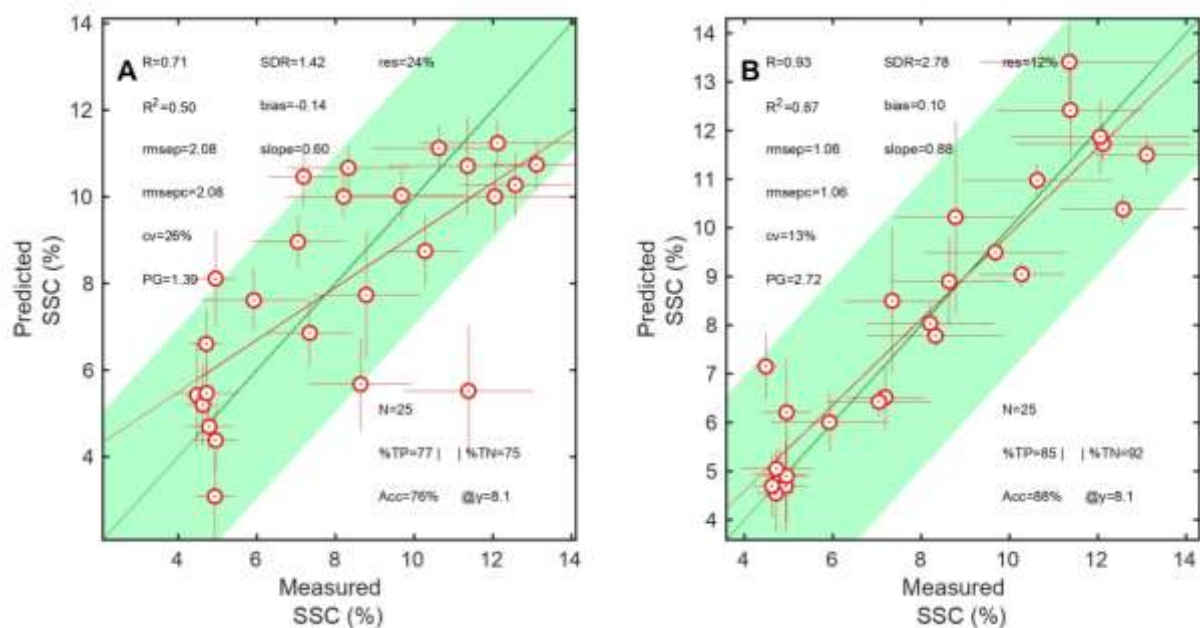 A
R=0.71 SDR=1.42 res=24%
R²=0.50 bias=-0.14
rmsep=2.08 slope=0.60
rmsepc=2.08
cv=26%
PG=1.39
N=25
%TP=77 | | %TN=75
Acc=76% @y=8.1
14
12
10
8
6
4
Predicted
SSC (%)
4 6 8 10 12 14
Measured
SSC (%)
B
R=0.93 SDR=2.78 res=12%
R²=0.87 bias=0.10
rmsep=1.06 slope=0.88
rmsepc=1.06
cv=13%
PG=2.72
N=25
%TP=85 | | %TN=92
Acc=88% @y=8.1
14
13
12
11
10
9
8
7
6
5
4
Predicted
SSC (%)
4 6 8 10 12 14
Measured
SSC (%)